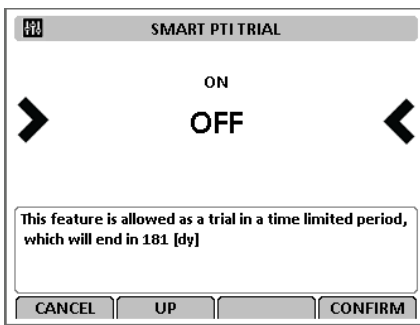 SMART PTI TRIAL
ON
OFF
This feature is allowed as a trial in a time limited period,
which will end in 181 [dy]
CANCEL UP CONFIRM